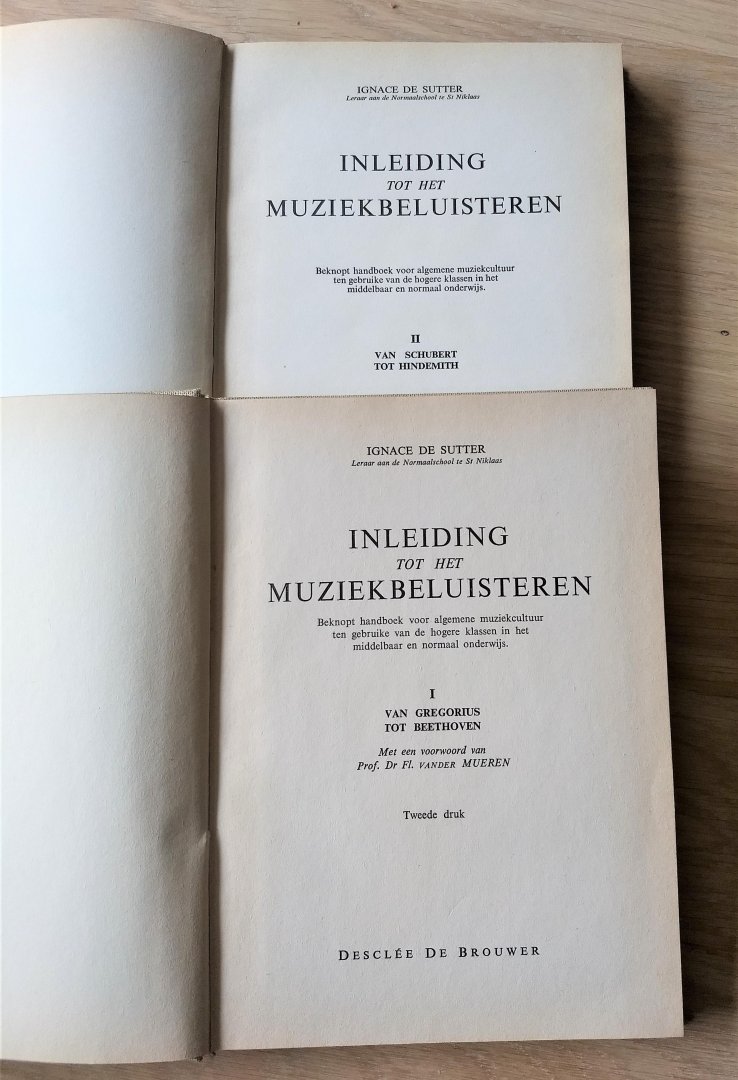 IGNACE DE SUTTER
Leraar aan de Normaalschool te St Niklaas
INLEIDING
TOT HET
MUZIEKBELUISTEREN
Beknopt handboek voor algemene muziekcultuur
ten gebruike van de hogere klassen in het
middelbaar en normaal onderwijs.
II
VAN SCHUBERT
TOT HINDEMITH
IGNACE DE SUTTER
Leraar aan de Normaalschool te St Niklaas
INLEIDING
TOT HET
MUZIEKBELUISTEREN
Beknopt handboek voor algemene muziekcultuur
ten gebruike van de hogere klassen in het
middelbaar en normaal onderwijs.
I
VAN GREGORIUS
TOT BEETHOVEN
Met een voorwoord van
Prof. Dr Fl. VANDER MUEREN
Tweede druk
DESCLÉE DE BROUWER